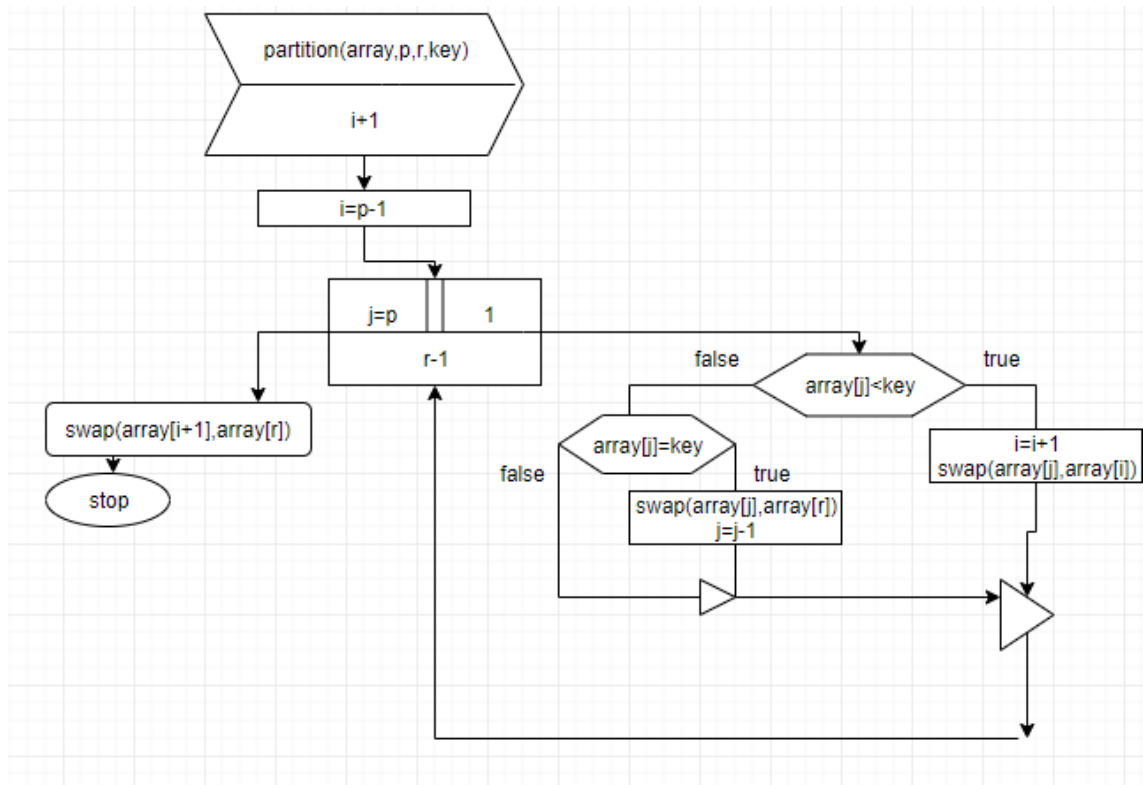 partition(array,p,r,key)
i+1
i=p-1
j=p
1
r-1
false
true
array[j]<key
swap(array[i+1],array[r])
stop
array[j]=key
false
true
swap(array[j],array[r])
j=j-1
i=i+1
swap(array[j],array[i])